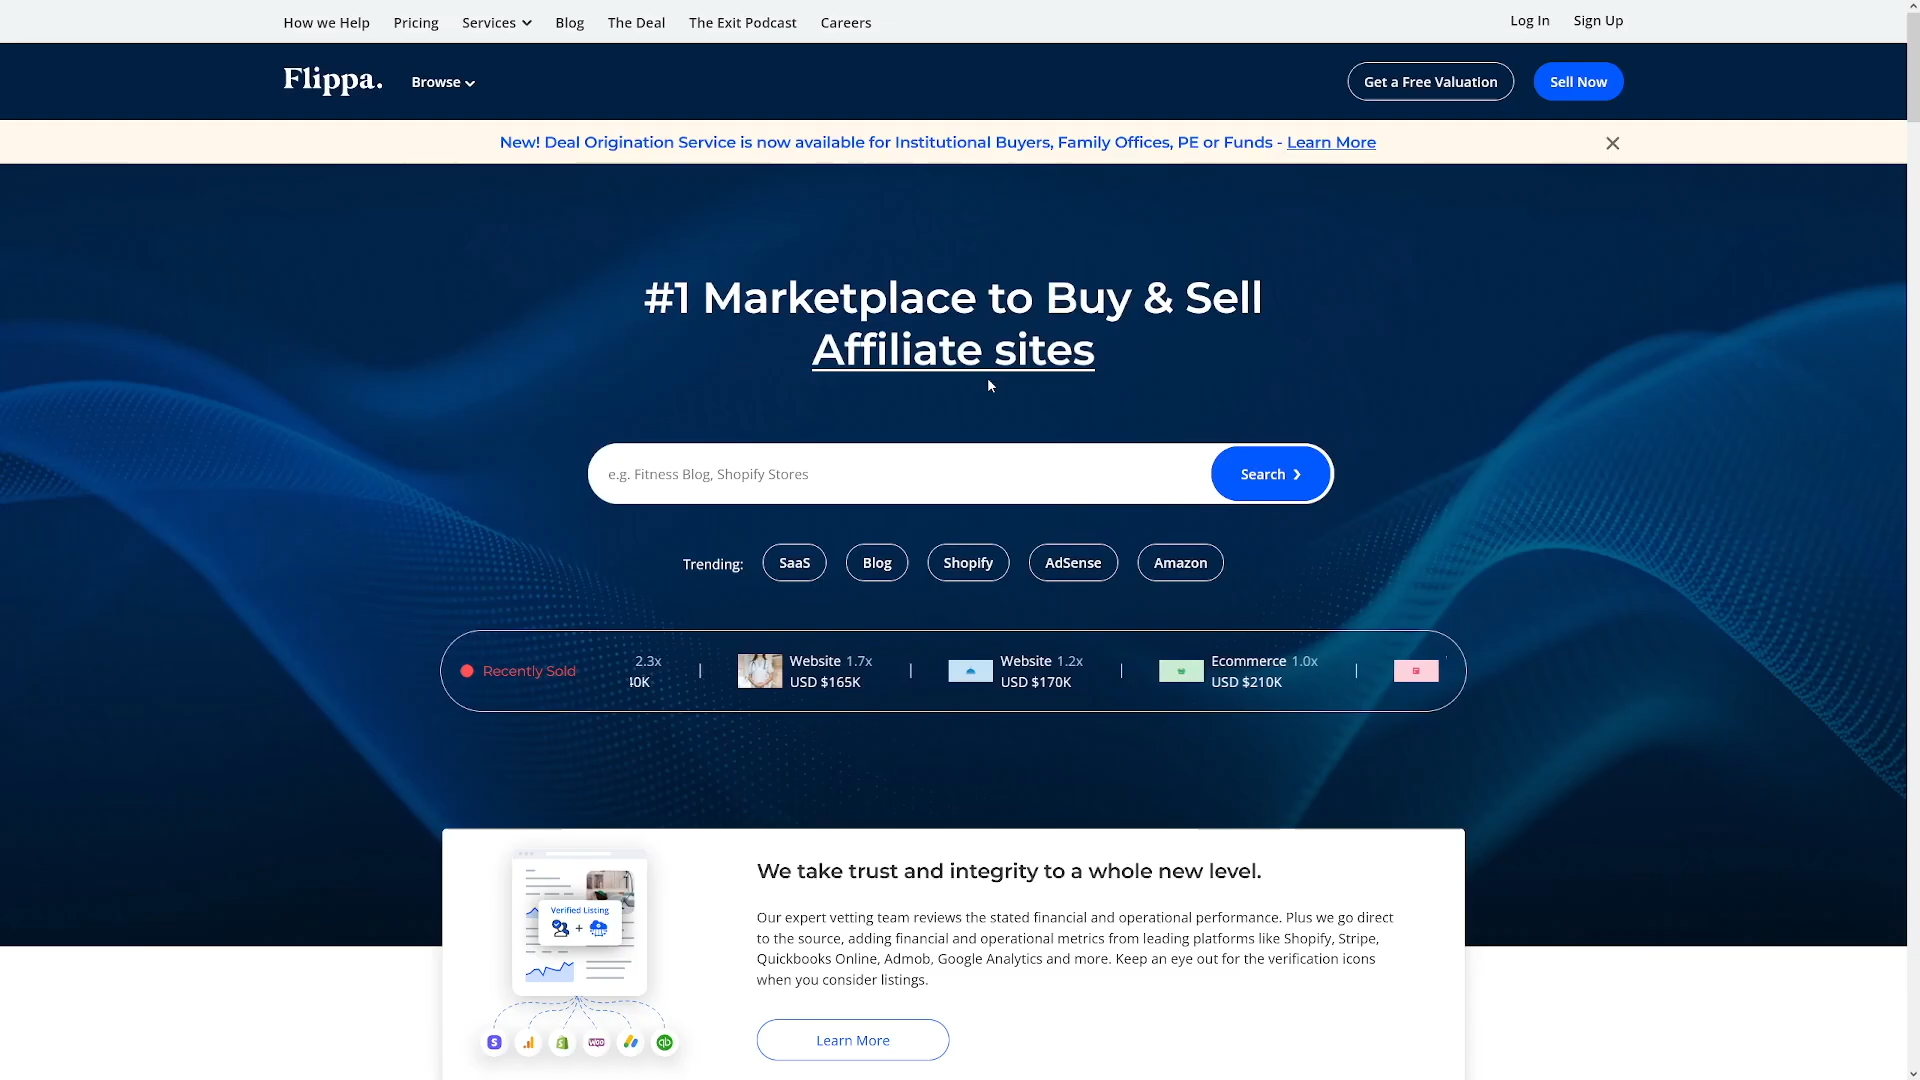 How we Help Pricing Services Blog The Deal The Exit Podcast Careers Log In Sign Up
Flippa. Browse Get a Free Valuation Sell Now
New! Deal Origination Service is now available for Institutional Buyers, Family Offices, PE or Funds - Learn More
#1 Marketplace to Buy & Sell
Affiliate sites
e.g. Fitness Blog, Shopify Stores Search
Trending: SaaS Blog Shopify AdSense Amazon
Recently Sold
2.3x
0K
Website 1.7x
USD $165K
Website 1.2x
USD $170K
Ecommerce 1.0x
USD $210K
Verified Listing
We take trust and integrity to a whole new level.
Our expert vetting team reviews the stated financial and operational performance. Plus we go direct
to the source, adding financial and operational metrics from leading platforms like Shopify, Stripe,
Quickbooks Online, Admob, Google Analytics and more. Keep an eye out for the verification icons
when you consider listings.
S woo qb
Learn More